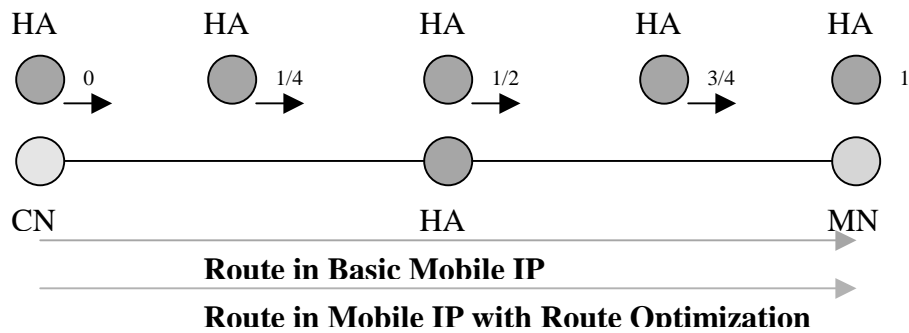 HA HA HA HA HA
0 1/4 1/2 3/4 1
CN HA MN
Route in Basic Mobile IP
Route in Mobile IP with Route Optimization